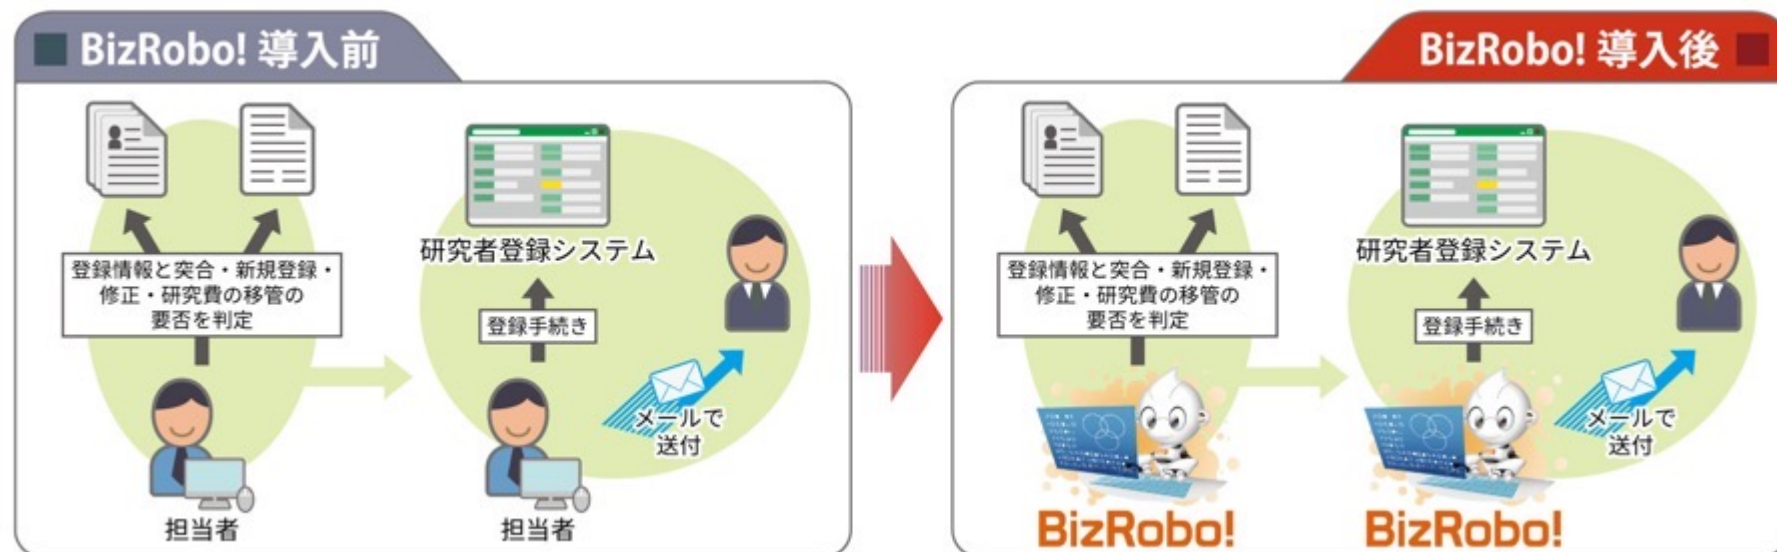 BizRobo! 導入前
登録情報と突合・新規登録・
修正・研究費の移管の
要否を判定
担当者
研究者登録システム
登録手続き
メールで
送付
担当者
BizRobo! 導入後
登録情報と突合・新規登録・
修正・研究費の移管の
要否を判定
BizRobo!
研究者登録システム
登録手続き
メールで
送付
BizRobo!